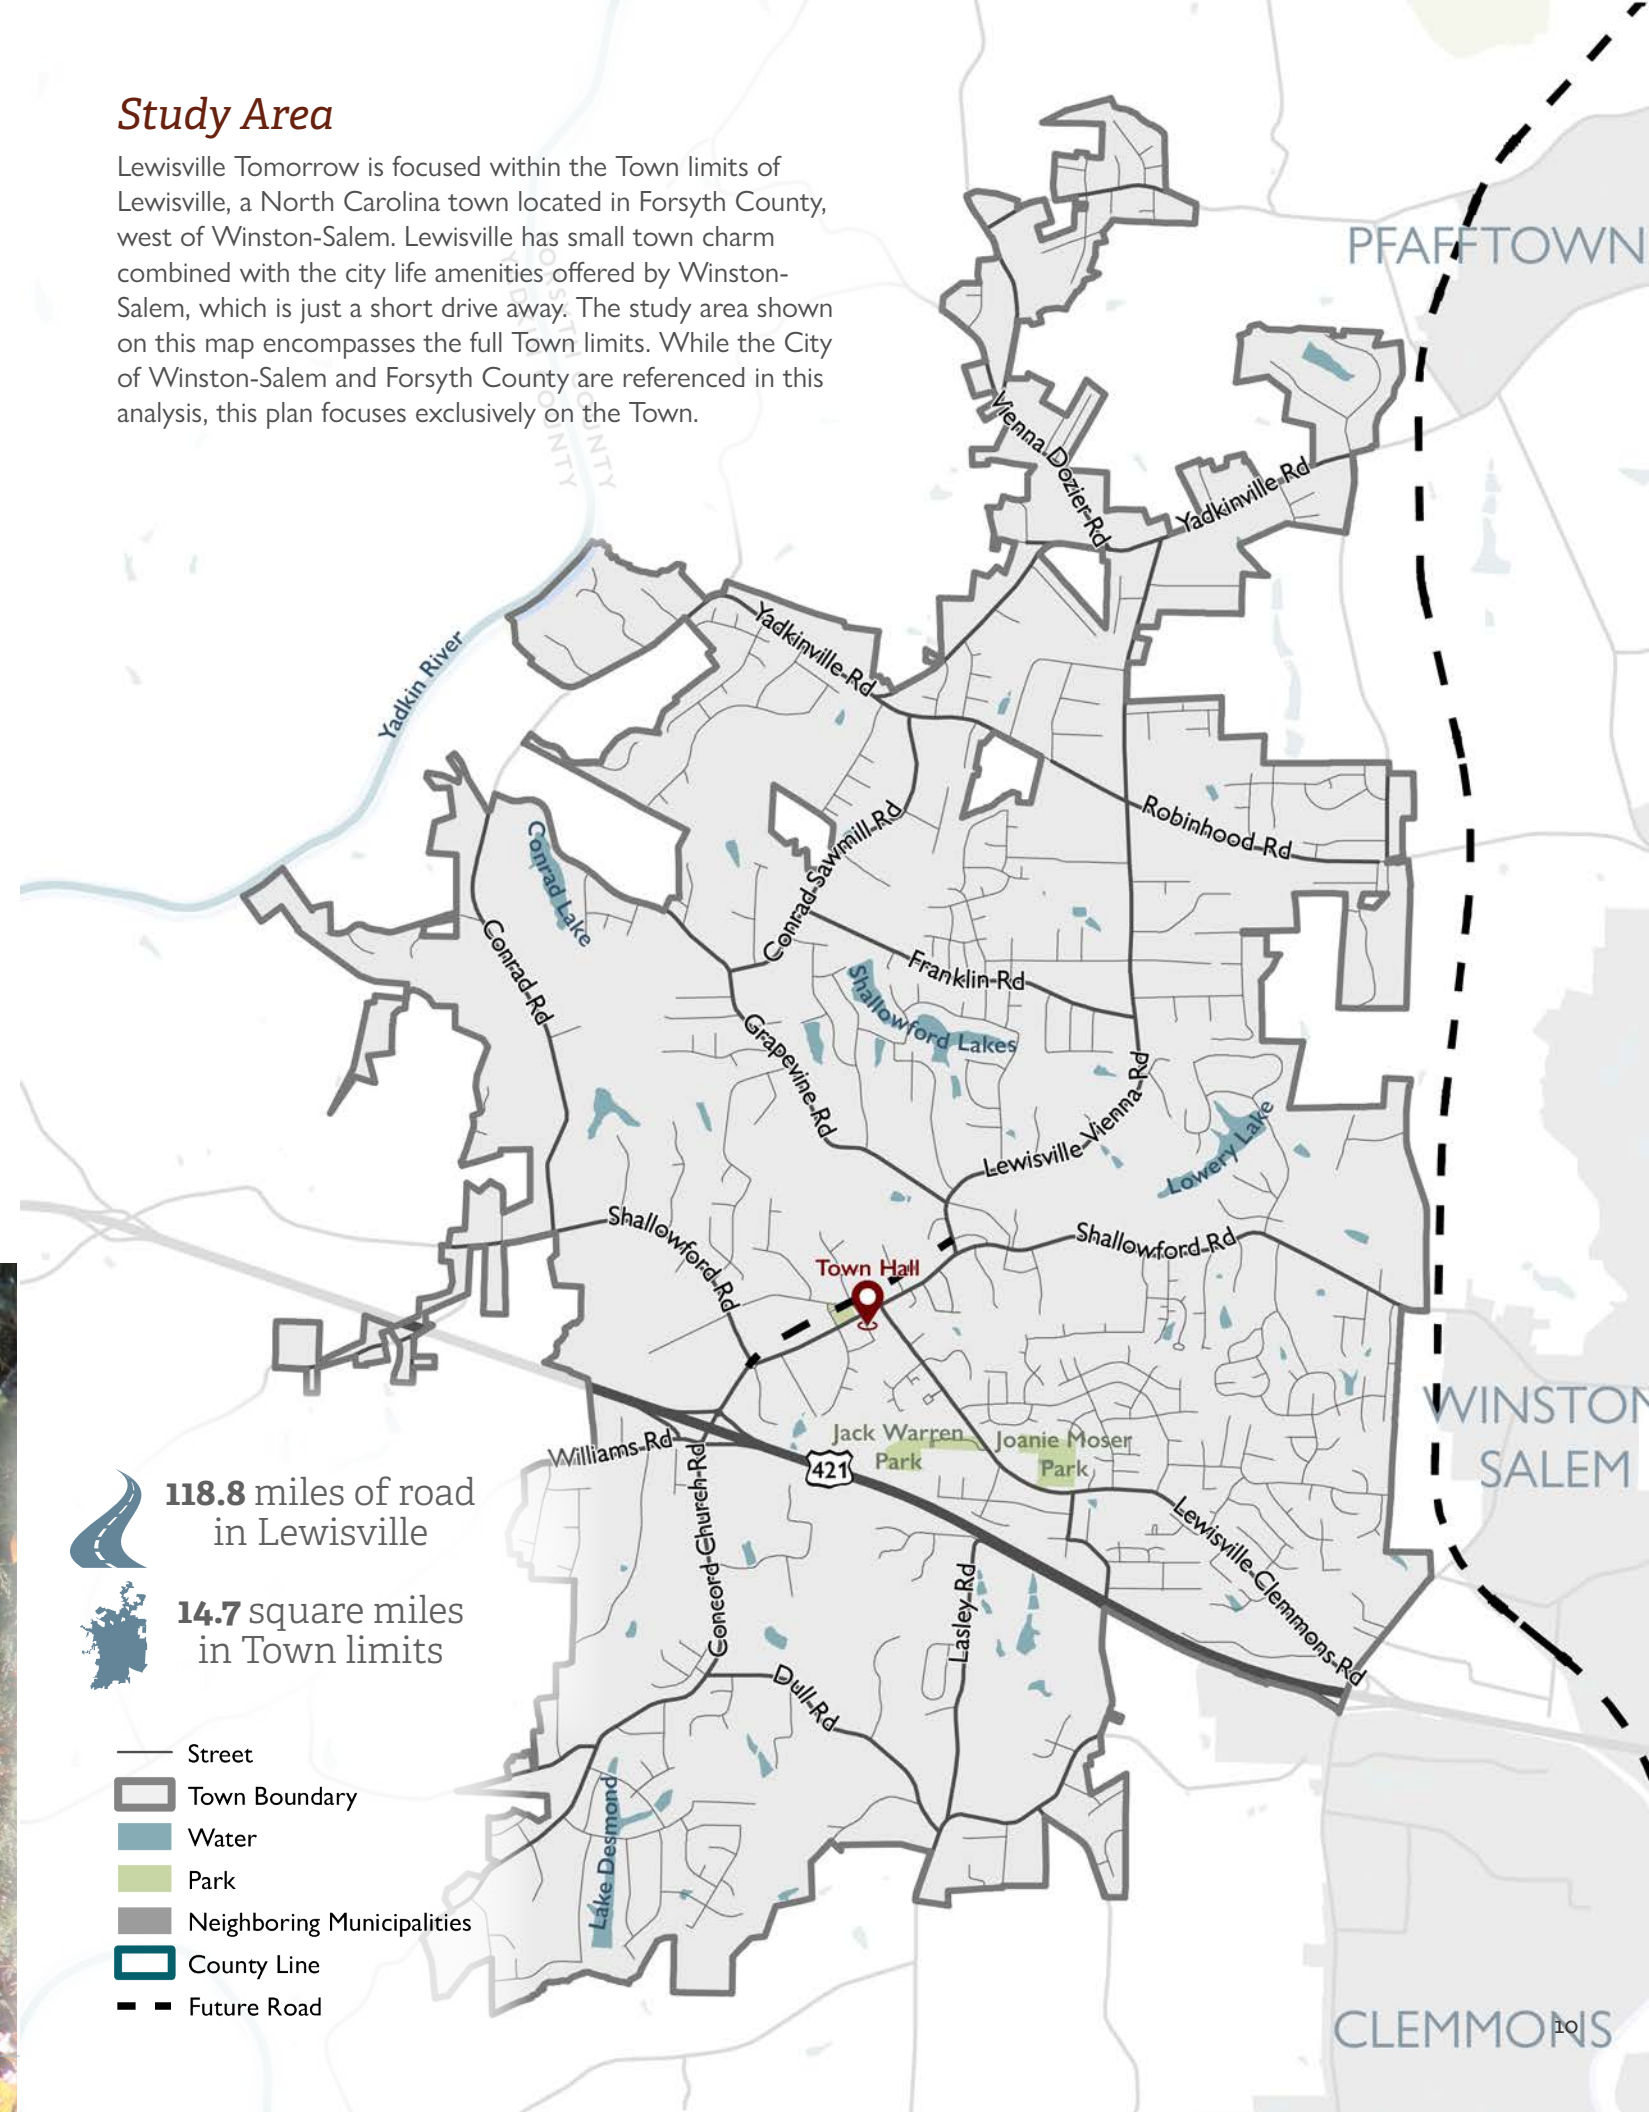 Study Area
Lewisville Tomorrow is focused within the Town limits of
Lewisville, a North Carolina town located in Forsyth County,
west of Winston-Salem. Lewisville has small town charm
combined with the city life amenities offered by Winston-
Salem, which is just a short drive away. The study area shown
on this map encompasses the full Town limits. While the City
of Winston-Salem and Forsyth County are referenced in this
analysis, this plan focuses exclusively on the Town.
FORSYTH COUNTY
YADKIN COUNTY
PFAFFTOWN
Vienna Dozier Rd
Yadkinville Rd
Yadkinville Rd
Yadkin River
Robinhood Rd
Conrad Sawmill Rd
Conrad Lake
Conrad Rd
Franklin Rd
Shallowford Lakes
Grapevine Rd
Lewisville Vienna Rd
Lowery Lake
Shallowford Rd
Shallowford Rd
Town Hall
WINSTON
SALEM
Jack Warren
Park
Joanie Moser
Park
421
Williams Rd
Concord Church Rd
Lewisville Clemmons Rd
Lasley Rd
Dull Rd
Lake Desmond
118.8 miles of road
in Lewisville
14.7 square miles
in Town limits
Street
Town Boundary
Water
Park
Neighboring Municipalities
County Line
Future Road
CLEMMONS
10